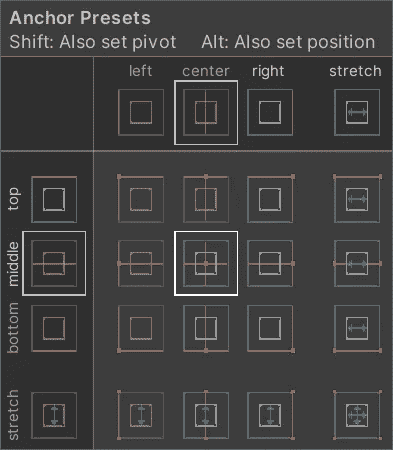 Anchor Presets
Shift: Also set pivot Alt: Also set position
left center right stretch
top
middle
bottom
stretch